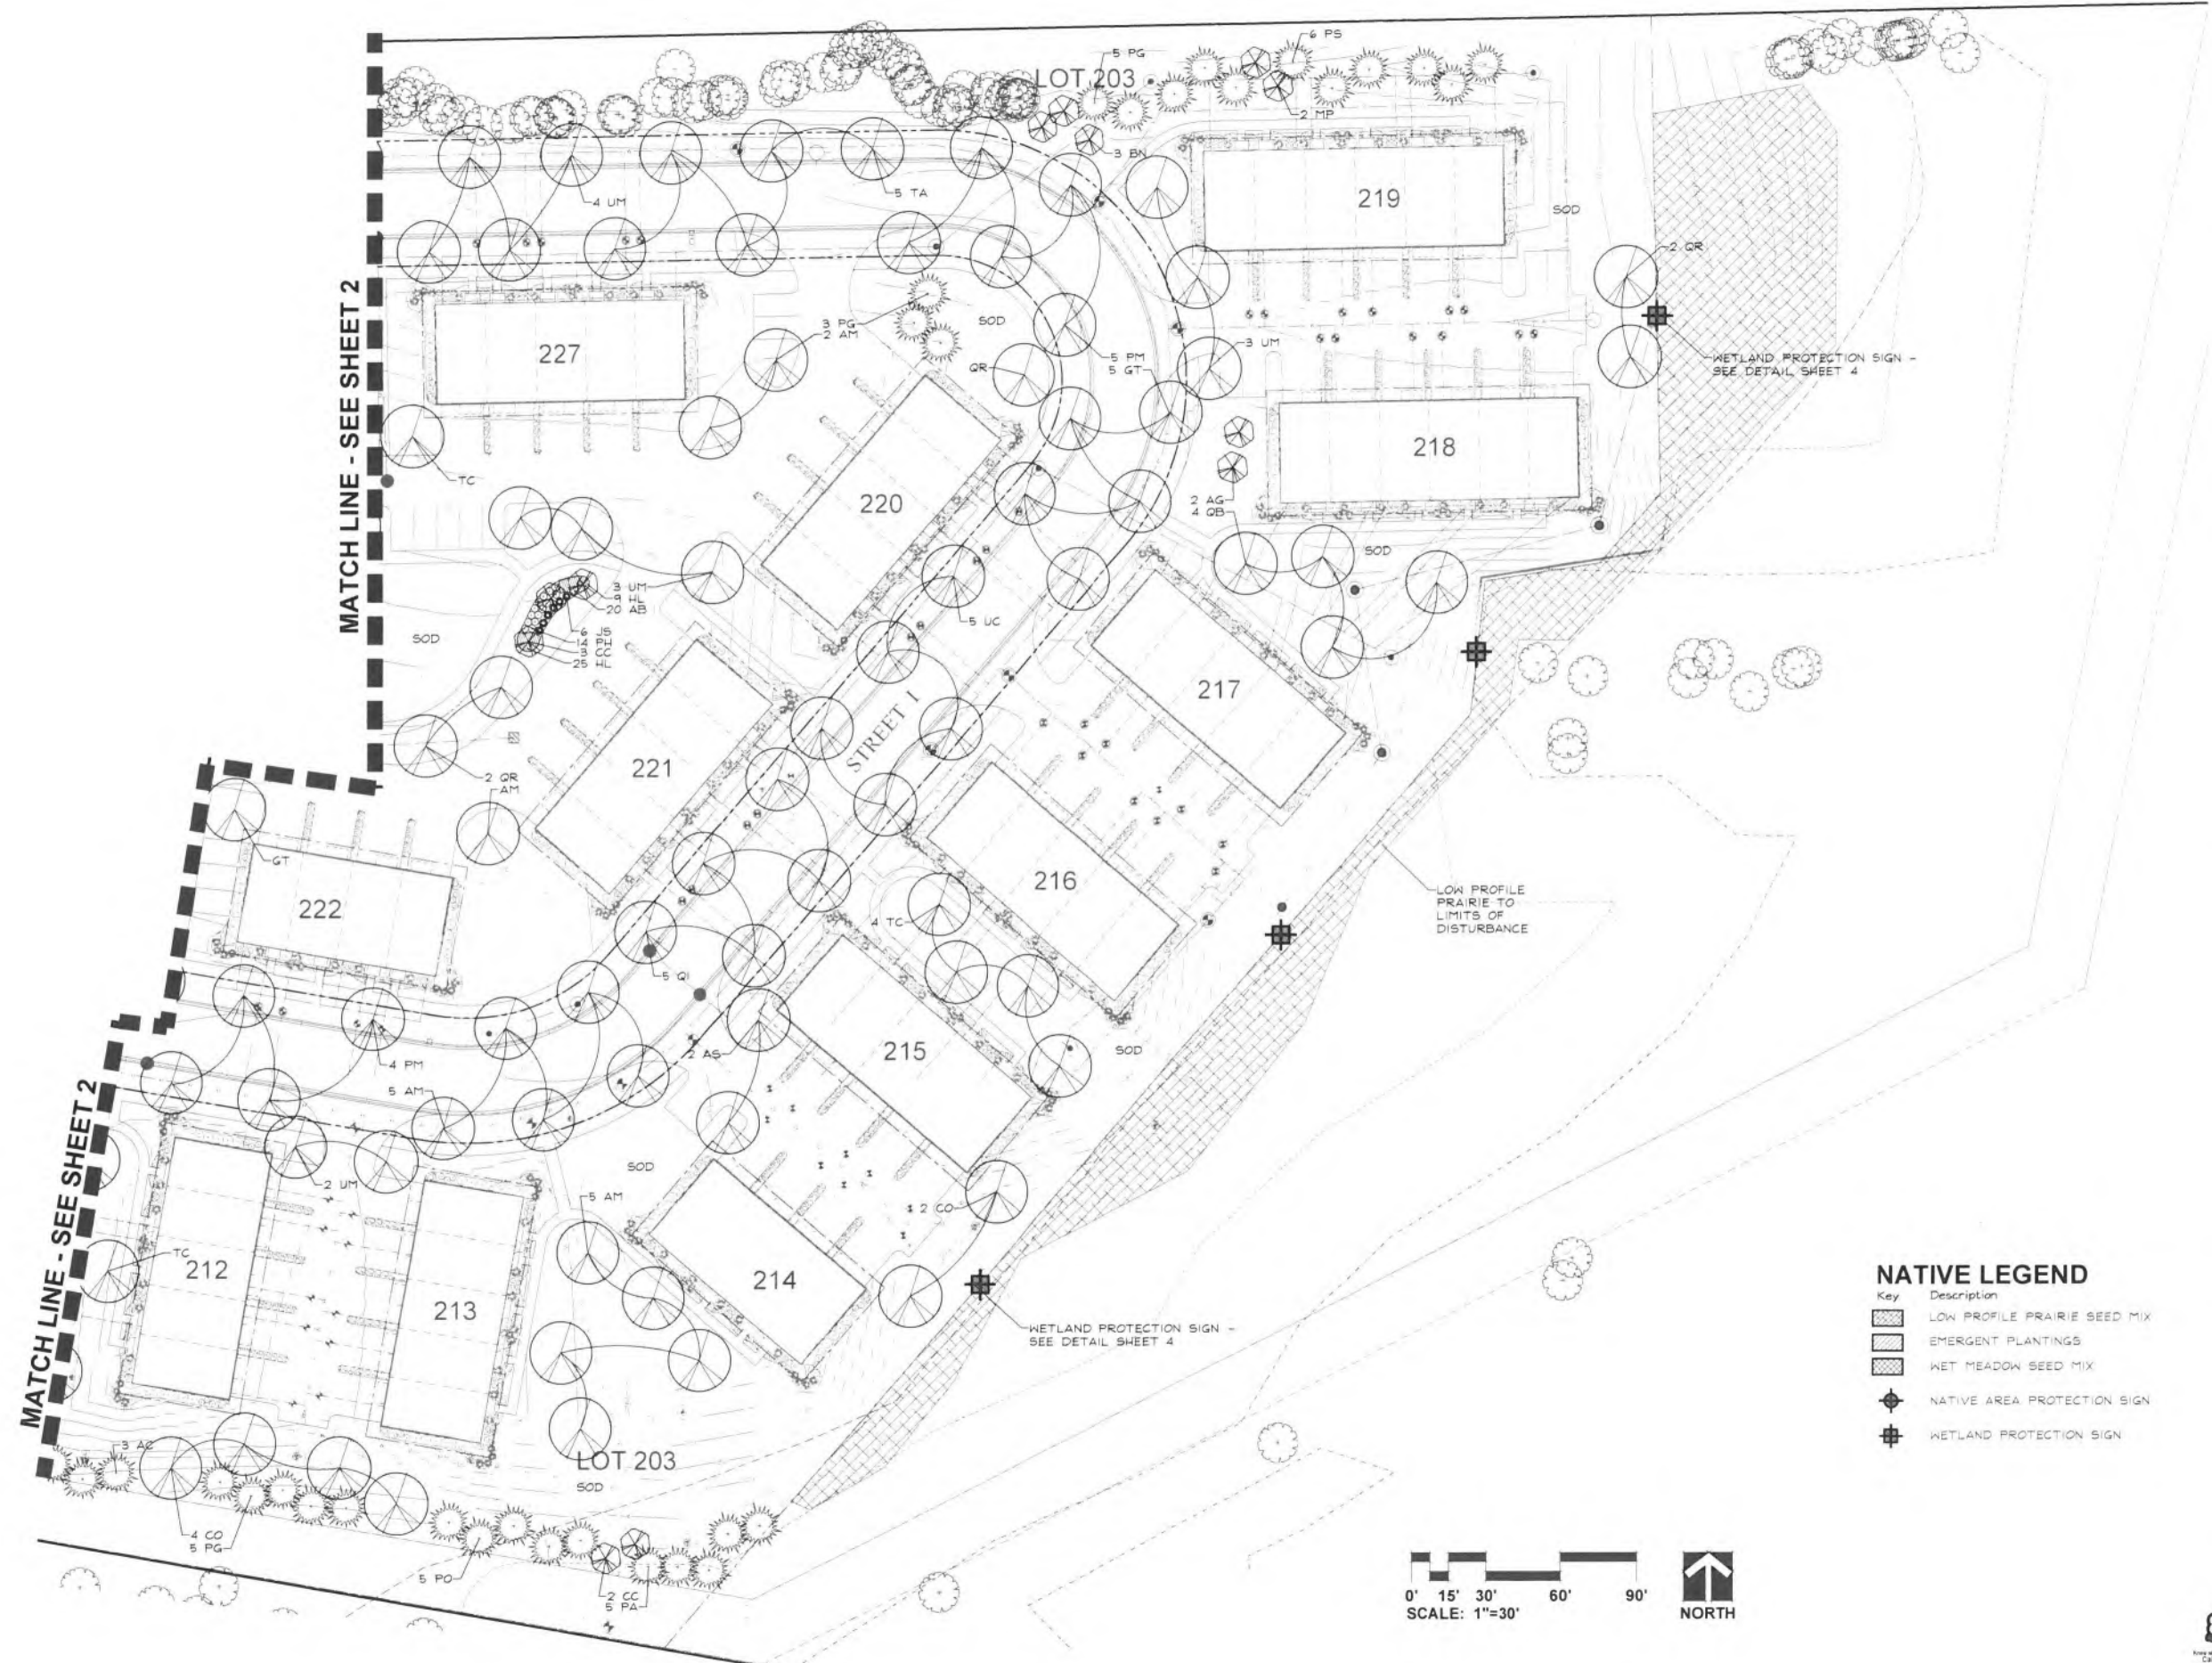 LOT 203
5 PG
6 PS
2 MP
3 BN
4 UM
5 TA
219
SOD
2 QR
227
3 PG
2 AM
SOD
QR
5 PM
5 GT
3 UM
WETLAND PROTECTION SIGN -
SEE DETAIL SHEET 4
MATCH LINE - SEE SHEET 2
TC
220
218
2 AG
4 QB
SOD
3 UM
9 HL
20 AB
6 JS
14 PH
3 CC
25 HL
SOD
5 UC
217
STREET 1
221
2 QR
AM
GT
222
216
4 TC
LOW PROFILE
PRAIRIE TO
LIMITS OF
DISTURBANCE
5 QI
2 AS
215
SOD
4 PM
5 AM
MATCH LINE - SEE SHEET 2
SOD
2 UM
5 AM
2 CO
TC
212
213
214
WETLAND PROTECTION SIGN -
SEE DETAIL SHEET 4
3 AC
LOT 203
SOD
4 CO
5 PG
5 PO
2 CC
5 PA
NATIVE LEGEND
Key Description
LOW PROFILE PRAIRIE SEED MIX
EMERGENT PLANTINGS
WET MEADOW SEED MIX
NATIVE AREA PROTECTION SIGN
WETLAND PROTECTION SIGN
0' 15' 30' 60' 90'
SCALE: 1"=30'
NORTH